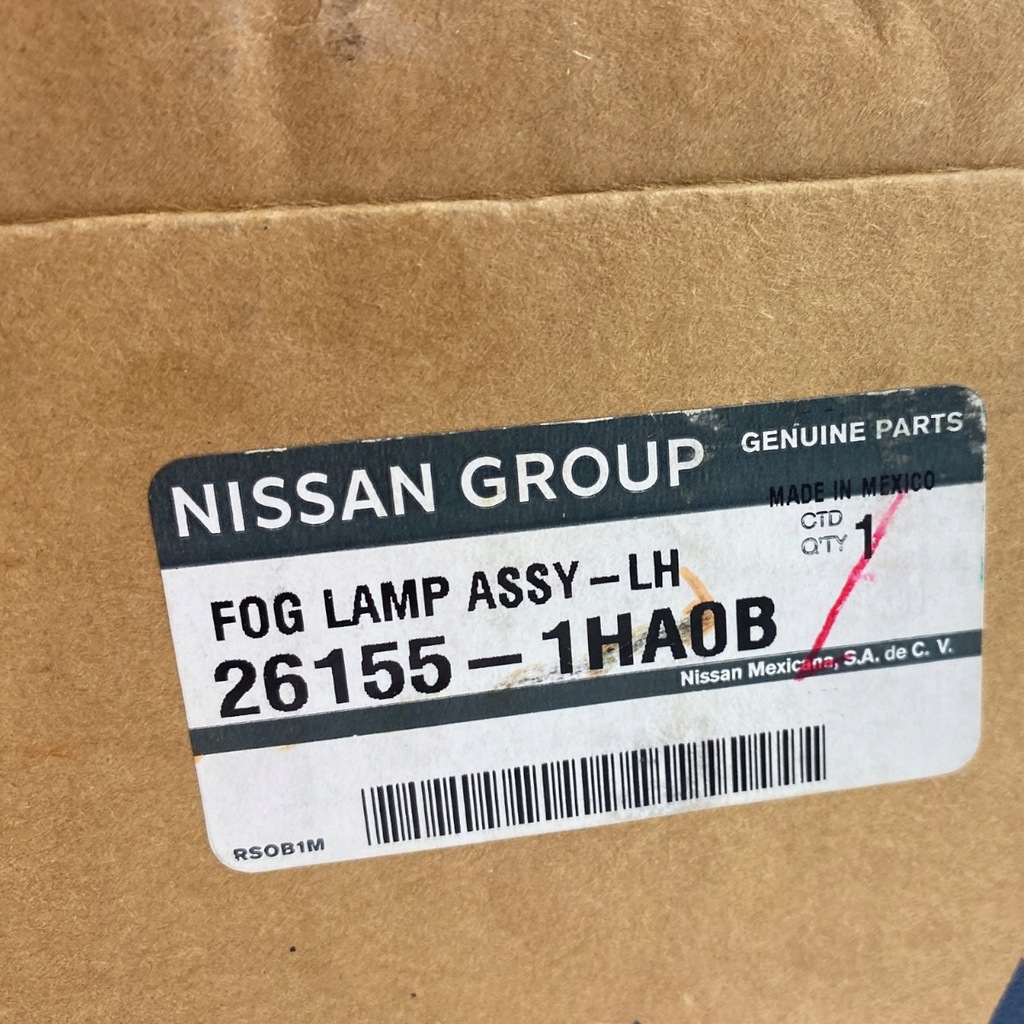 NISSAN GROUP
GENUINE PARTS
MADE IN MEXICO
CTD
QTY 1
FOG LAMP ASSY-LH
26155-1HA0B
Nissan Mexicana, S.A. de C. V.
RSOB1M